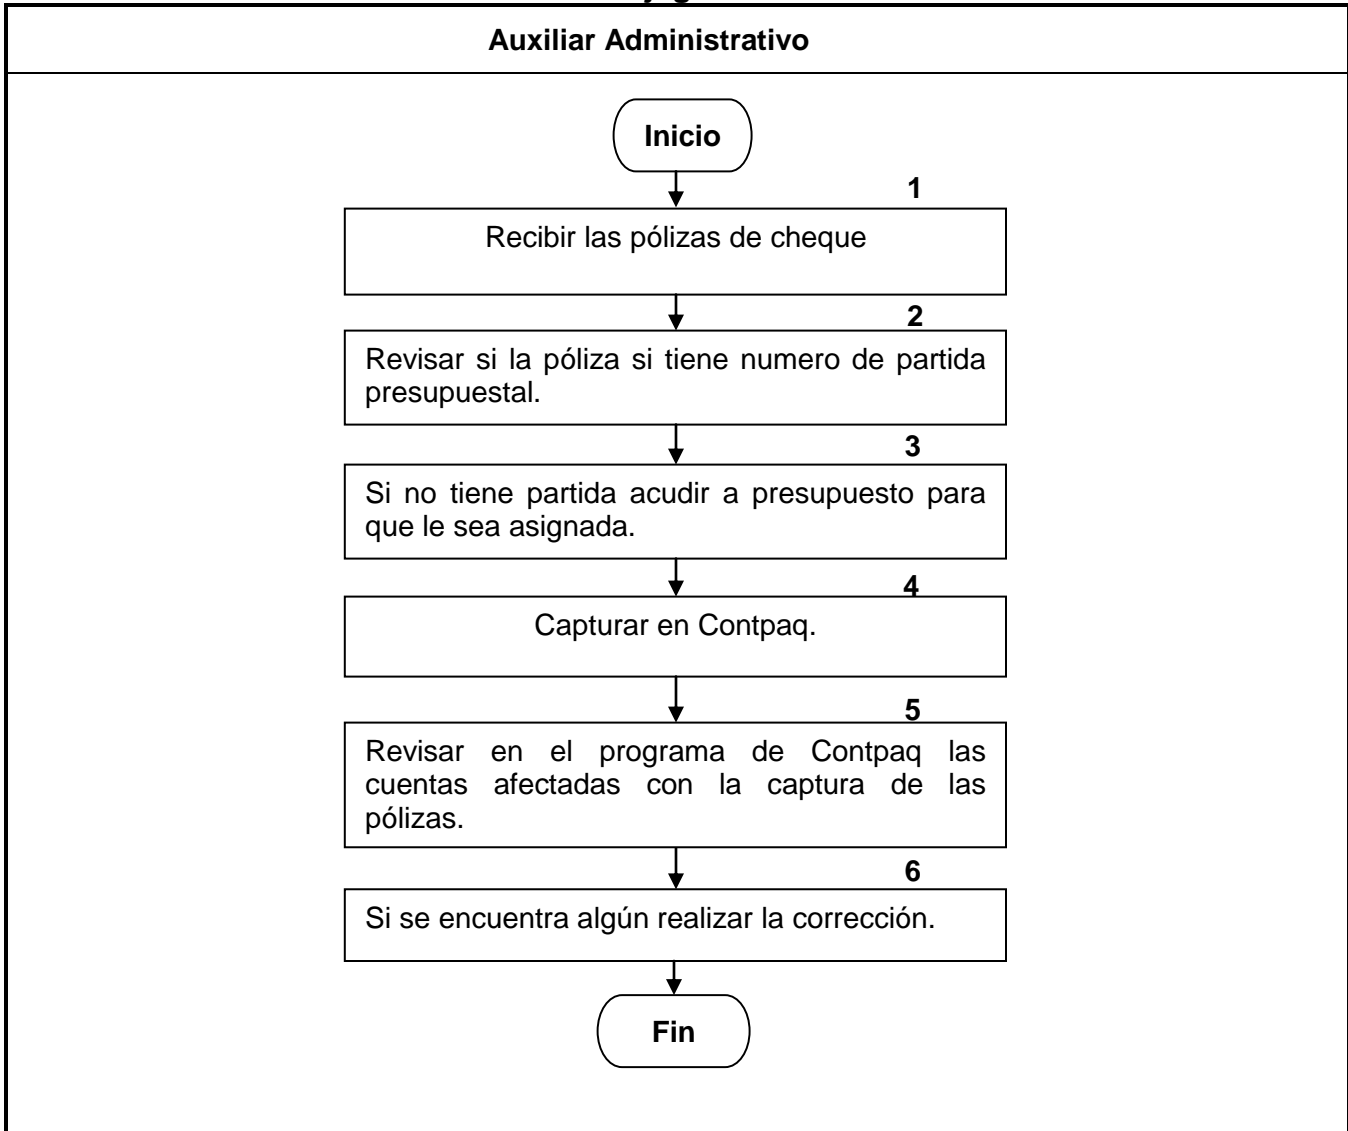 Auxiliar Administrativo
Inicio
1
Recibir las pólizas de cheque
2
Revisar si la póliza si tiene numero de partida
presupuestal.
3
Si no tiene partida acudir a presupuesto para
que le sea asignada.
4
Capturar en Contpaq.
5
Revisar en el programa de Contpaq las
cuentas afectadas con la captura de las
pólizas.
6
Si se encuentra algún realizar la corrección.
Fin